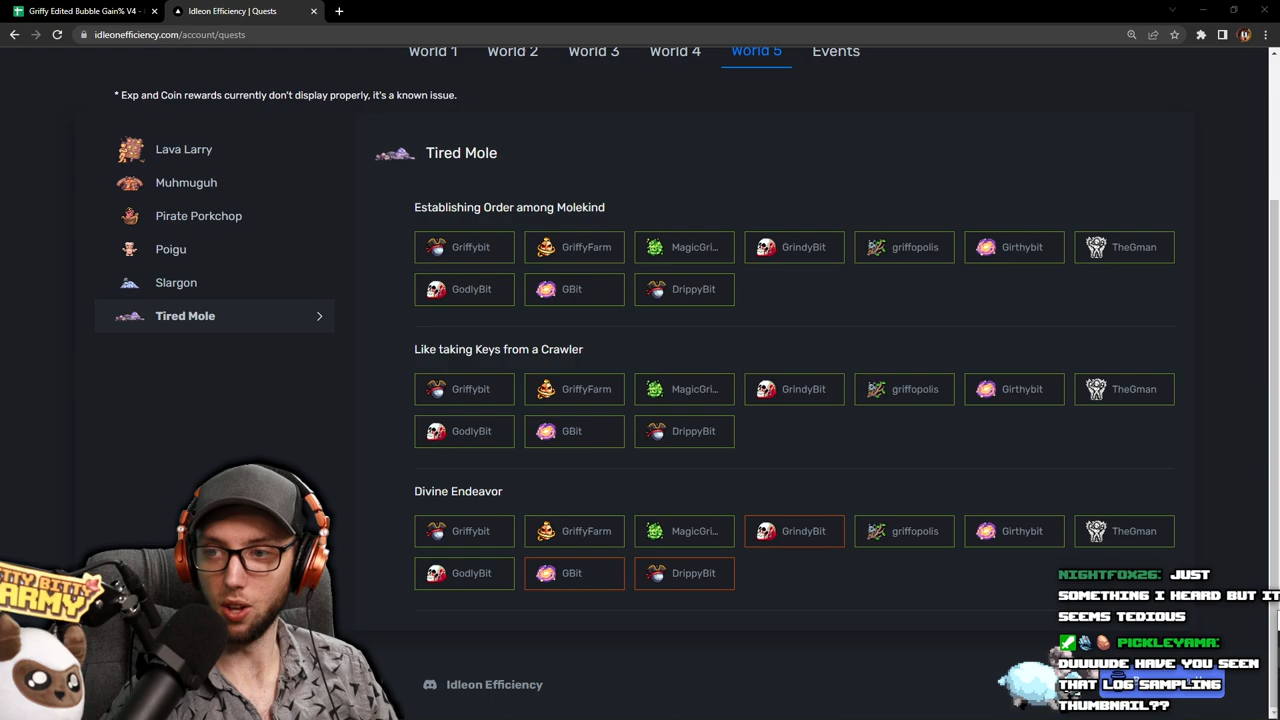 Griffy Edited Bubble Gain% V4 -
Idleon Efficiency | Quests
idleonefficiency.com/account/quests
World 1
World 2
World 3
World 4
World 5
Events
* Exp and Coin rewards currently don't display properly, it's a known issue.
Lava Larry
Muhmuguh
Pirate Porkchop
Poigu
Slargon
Tired Mole
Tired Mole
Establishing Order among Molekind
Griffybit
GriffyFarm
MagicGri...
GrindyBit
griffopolis
Girthybit
TheGman
GodlyBit
GBit
DrippyBit
Like taking Keys from a Crawler
Griffybit
GriffyFarm
MagicGri...
GrindyBit
griffopolis
Girthybit
TheGman
GodlyBit
GBit
DrippyBit
Divine Endeavor
Griffybit
GriffyFarm
MagicGri...
GrindyBit
griffopolis
Girthybit
TheGman
GodlyBit
GBit
DrippyBit
Idleon Efficiency
NIGHTFOX26: JUST
SOMETHING I HEARD BUT IT
SEEMS TEDIOUS
PICKLEYAMA:
DUUUUDE HAVE YOU SEEN
THAT LOG SAMPLING
THUMBNAIL??
ARMY